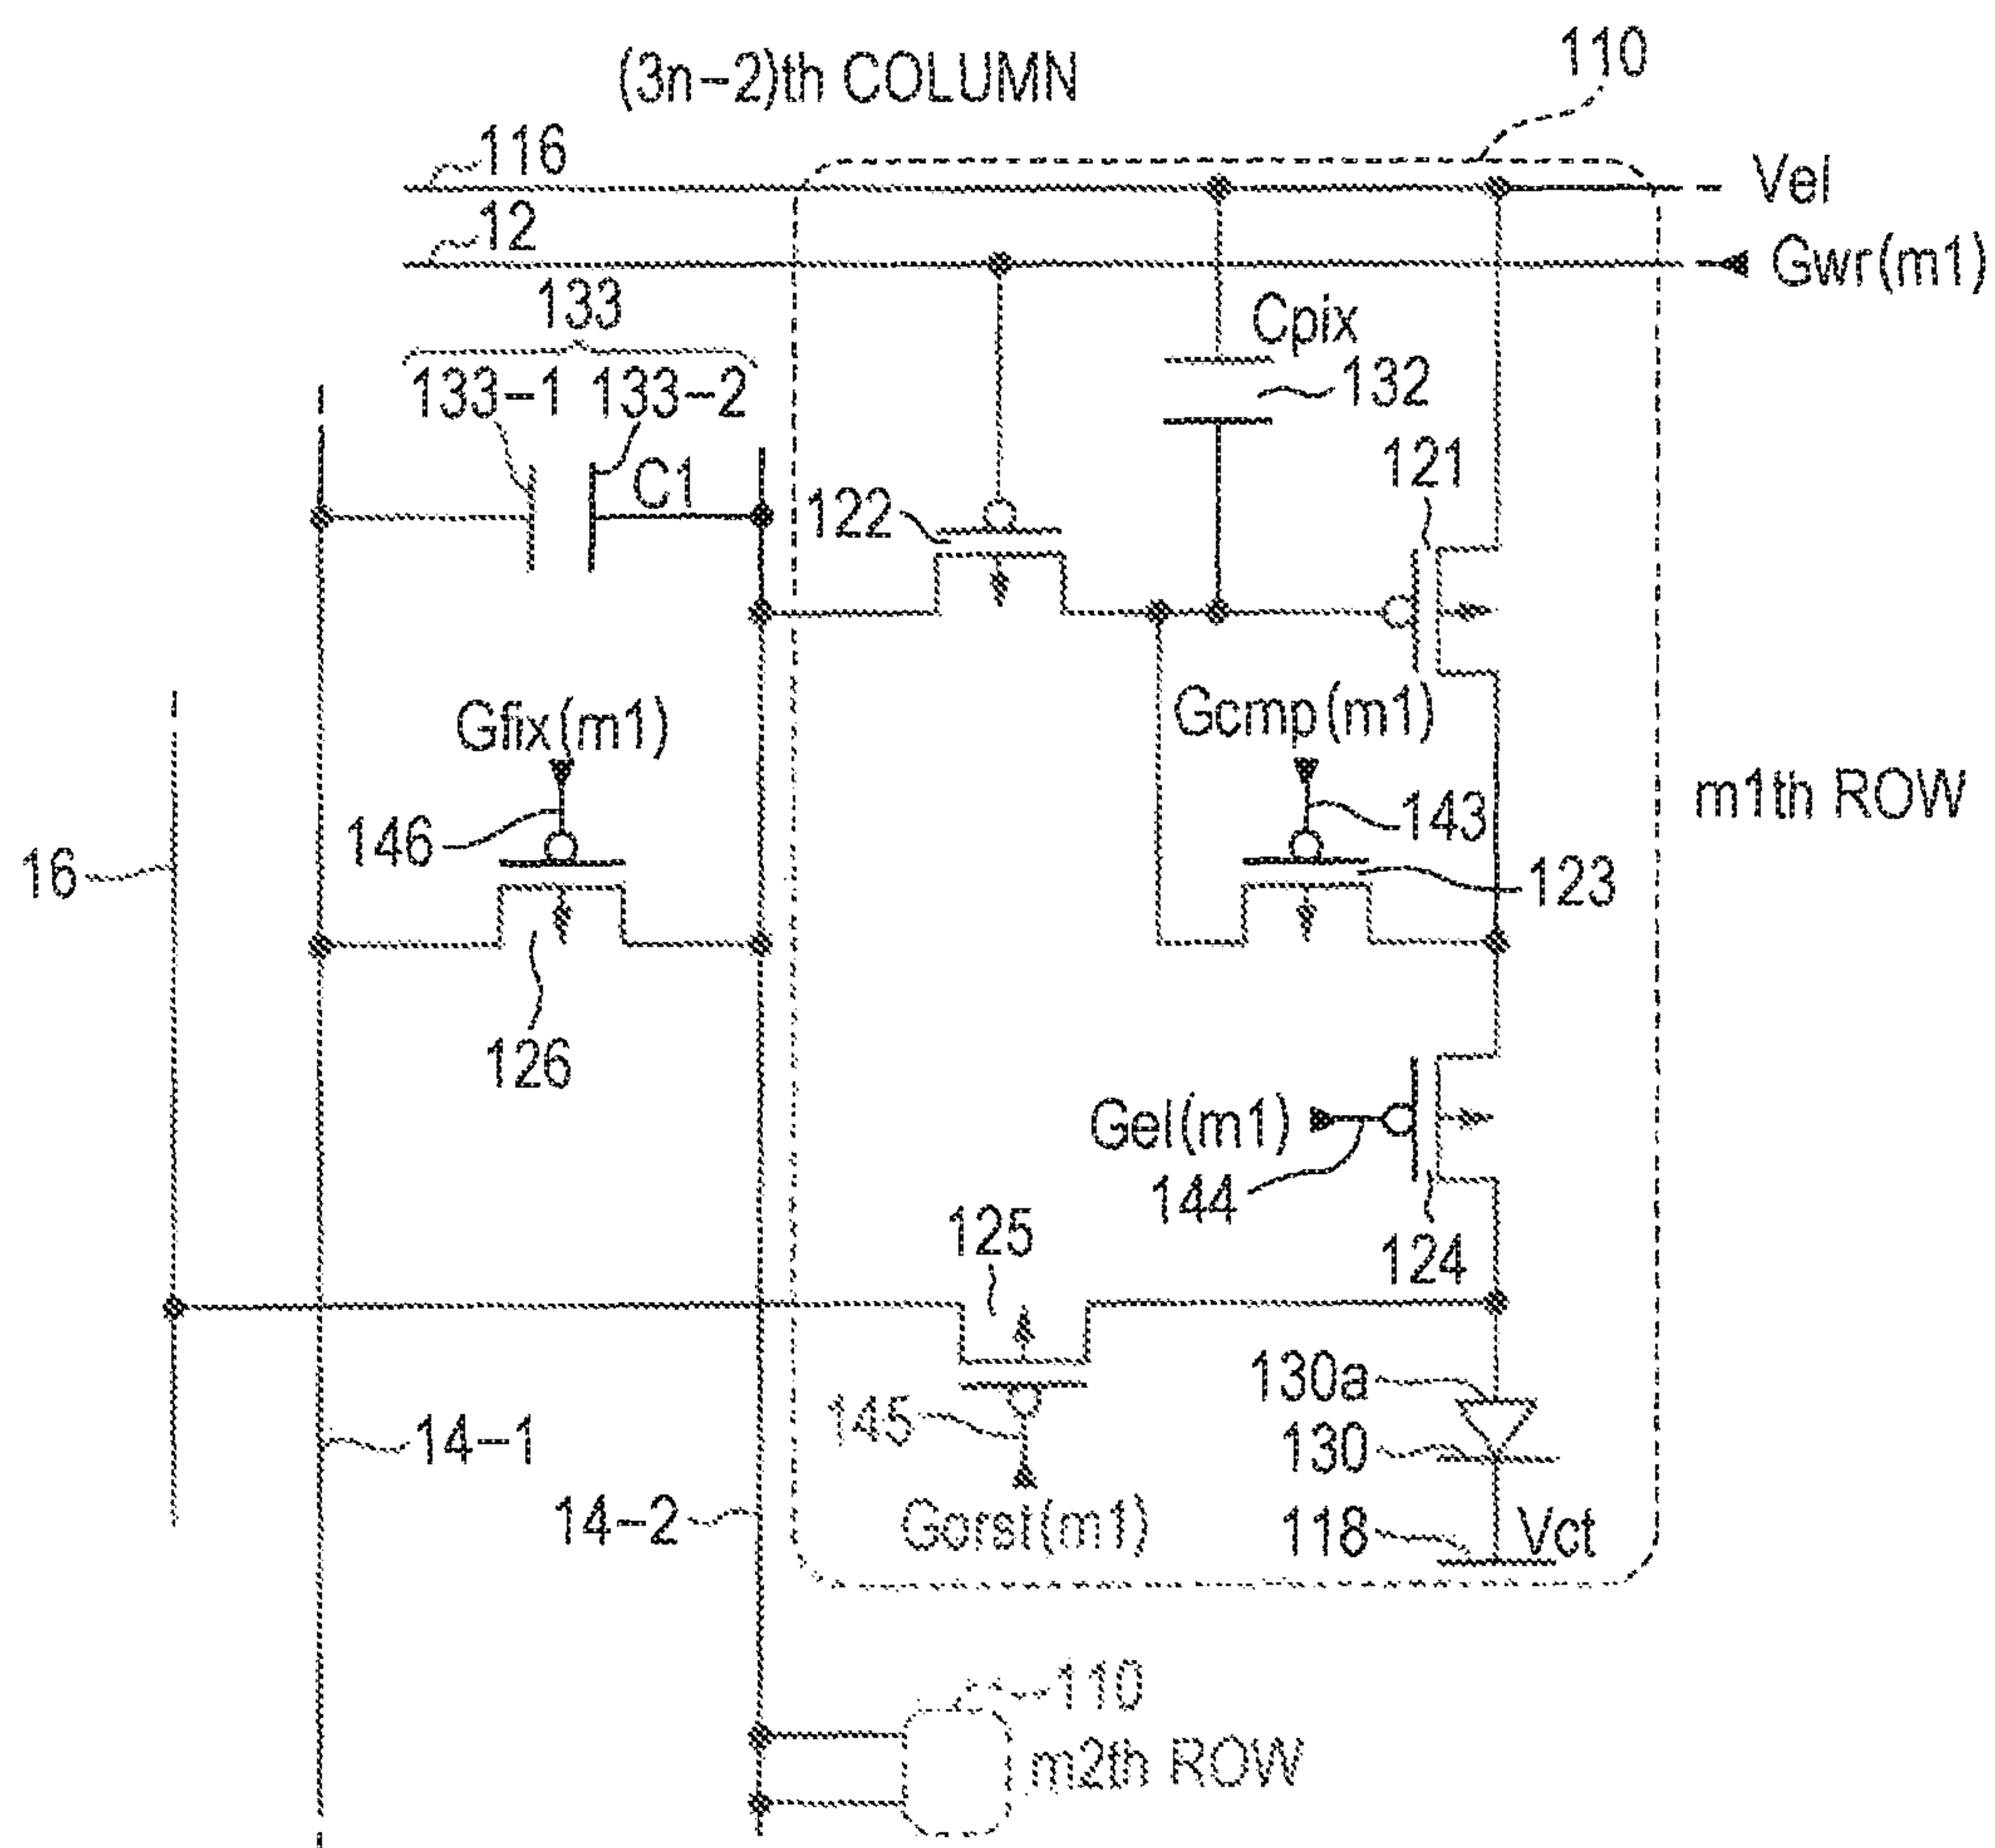 (3n-2)th COLUMN
110
116
Vel
12
Gwr(m1)
133
Cpix
133-1
133-2
132
C1
121
122
Gfix(m1)
Gcmp(m1)
m1th ROW
146
143
16
123
126
Gel(m1)
144
125
124
130a
145
14-1
130
14-2
Gorst(m1)
118
Vct
110
m2th ROW